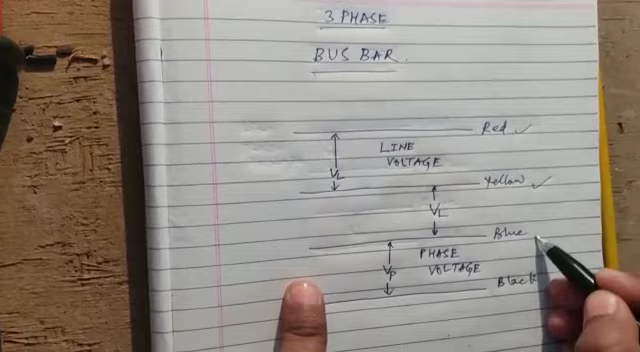 3 PHASE
BUS BAR.
Red
LINE
VOLTAGE
VL
Yellow
VL
Blue
PHASE
VOLTAGE
VP
Black